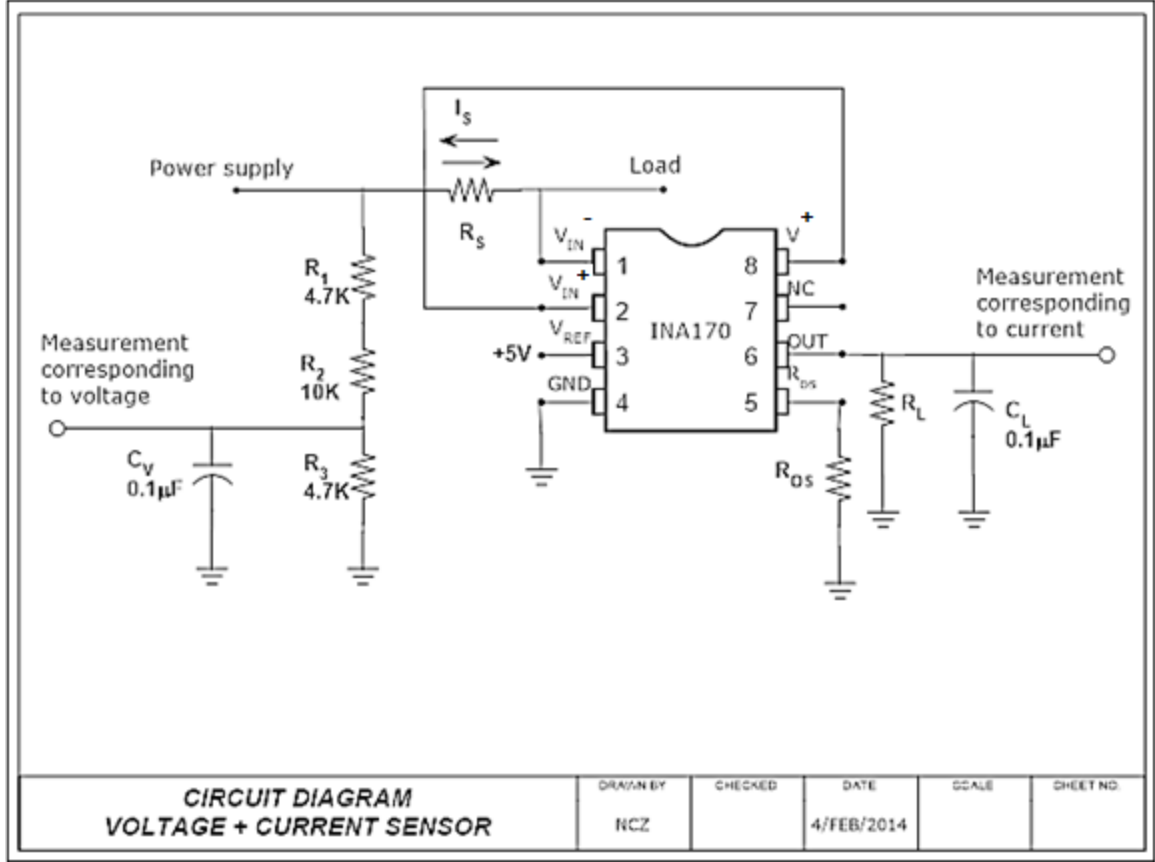 I_S
Power supply
Load
R_S
V_IN -
V +
R_1
4.7K
1
8
V_IN +
NC
Measurement
corresponding
to current
2
7
INA170
Measurement
corresponding
to voltage
V_REF
+5V
3
6
OUT
R_2
10K
GND
R_OS
4
5
R_L
C_L
0.1µF
C_V
0.1µF
R_3
4.7K
R_OS
CIRCUIT DIAGRAM
VOLTAGE + CURRENT SENSOR
DRAWN BY
NCZ
CHECKED
DATE
4/FEB/2014
SCALE
SHEET NO.